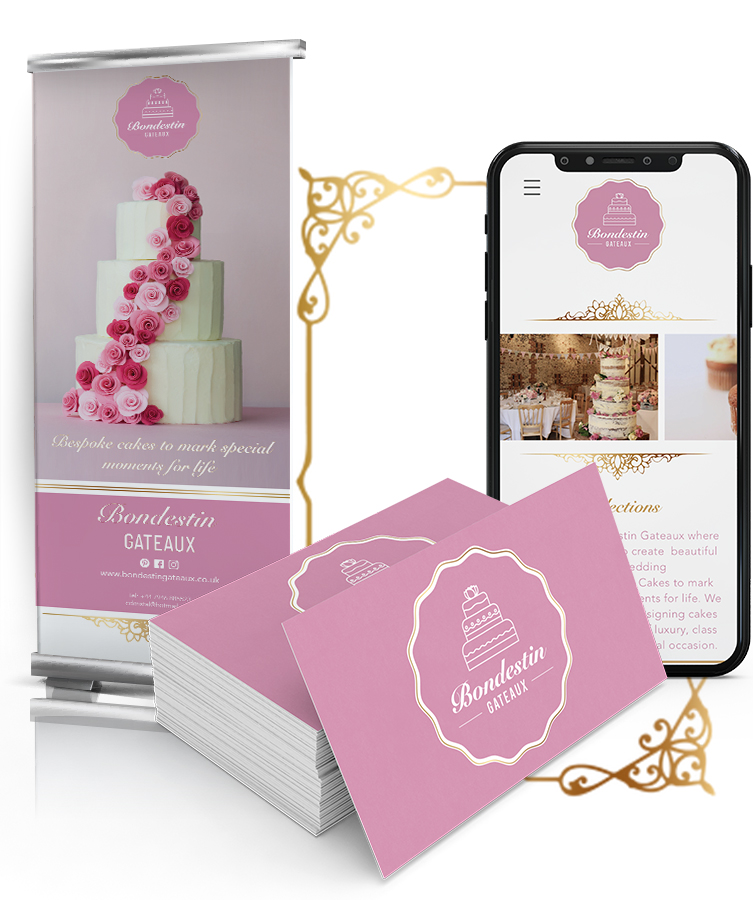 Bondestin
GATEAUX
Bespoke cakes to mark special
moments for life
Bondestin
GATEAUX
www.bondestingateaux.co.uk
Bondestin
GATEAUX
stin Gateaux where
create beautiful
edding
Cakes to mark
ents for life. We
signing cakes
luxury, class
al occasion.
Bondestin
GATEAUX